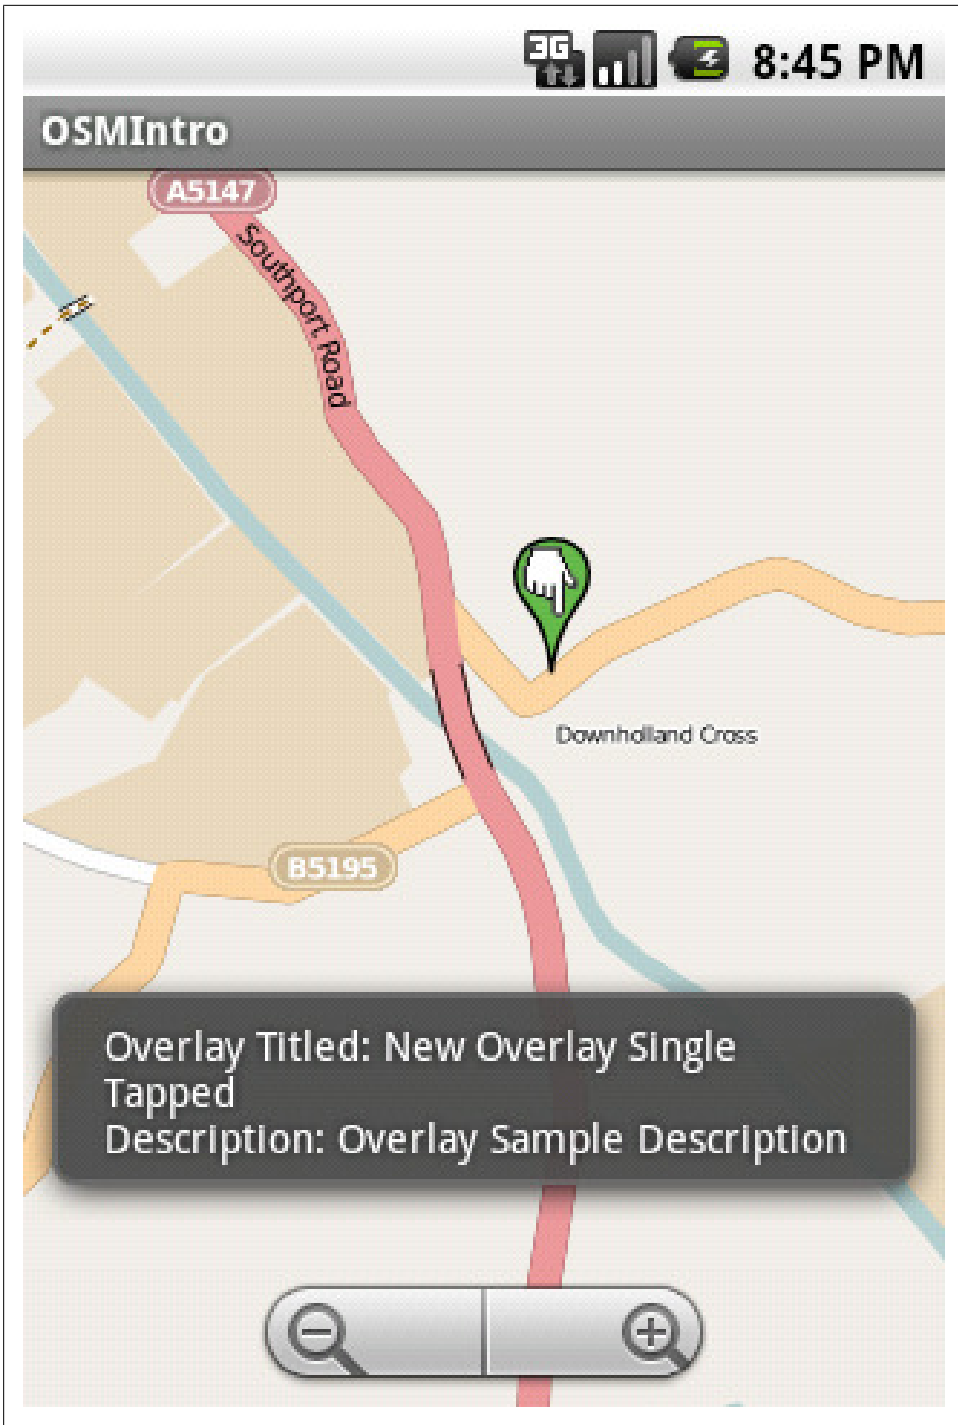 3G
8:45 PM
OSMIntro
A5147
Southport Road
Downholland Cross
B5195
Overlay Titled: New Overlay Single
Tapped
Description: Overlay Sample Description